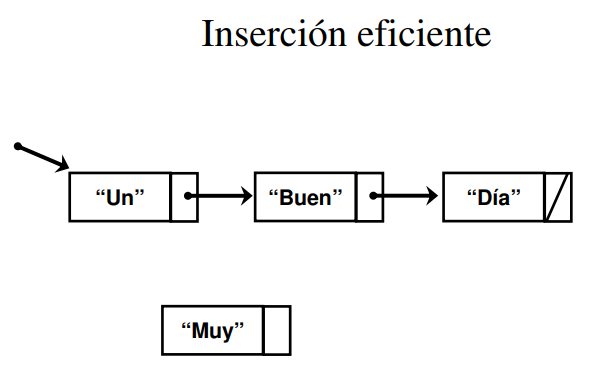 Inserción eficiente
“Un”
“Buen”
“Día”
“Muy”